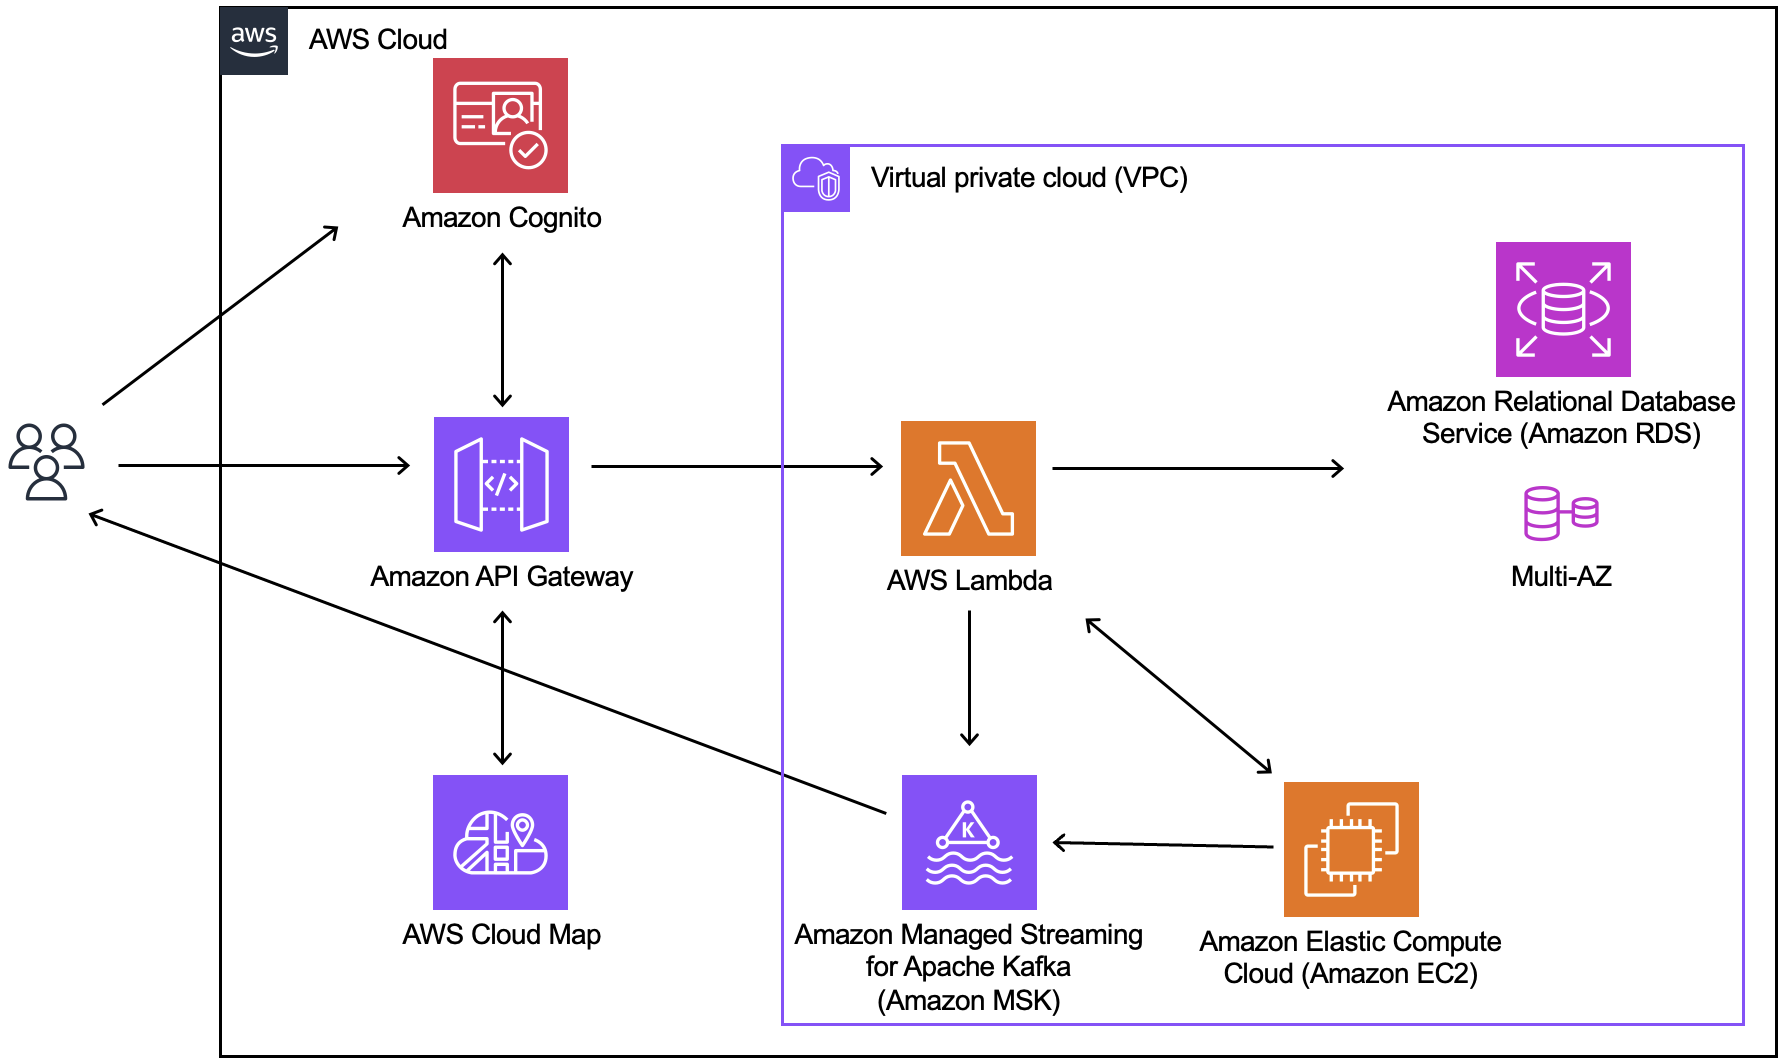 aws
AWS Cloud
Amazon Cognito
Virtual private cloud (VPC)
Amazon Relational Database
Service (Amazon RDS)
Multi-AZ
</>
Amazon API Gateway
AWS Lambda
AWS Cloud Map
K
Amazon Managed Streaming
for Apache Kafka
(Amazon MSK)
Amazon Elastic Compute
Cloud (Amazon EC2)